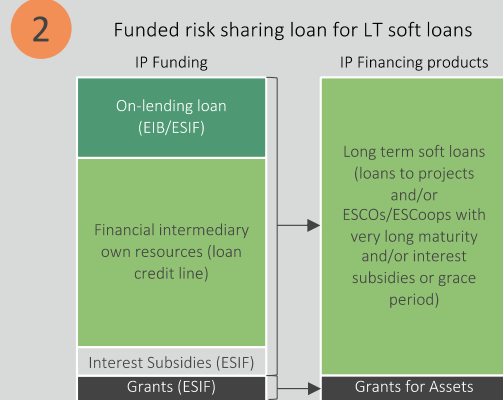 2
Funded risk sharing loan for LT soft loans
IP Funding
IP Financing products
On-lending loan
(EIB/ESIF)
Financial intermediary
own resources (loan
credit line)
Interest Subsidies (ESIF)
Grants (ESIF)
Long term soft loans
(loans to projects
and/or
ESCOs/ESCoops with
very long maturity
and/or interest
subsidies or grace
period)
Grants for Assets